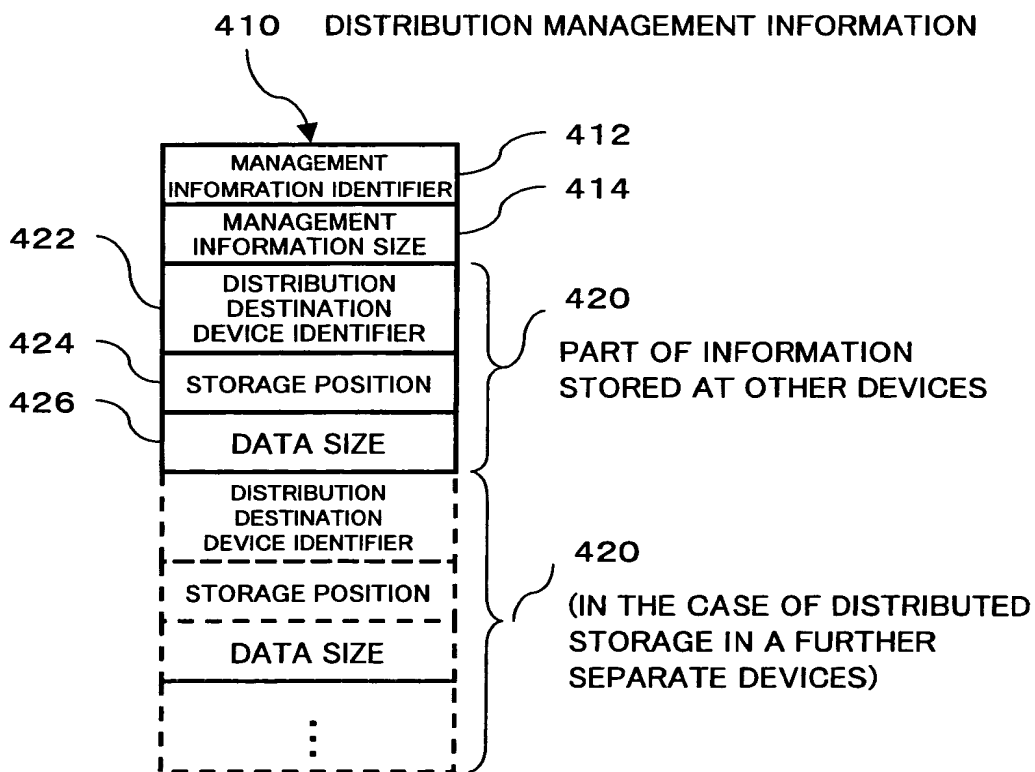 410 DISTRIBUTION MANAGEMENT INFORMATION
412
MANAGEMENT
INFOMRATION IDENTIFIER
414
MANAGEMENT
INFORMATION SIZE
422
DISTRIBUTION
DESTINATION
DEVICE IDENTIFIER
420
PART OF INFORMATION
STORED AT OTHER DEVICES
424
STORAGE POSITION
426
DATA SIZE
DISTRIBUTION
DESTINATION
DEVICE IDENTIFIER
420
(IN THE CASE OF DISTRIBUTED
STORAGE IN A FURTHER
SEPARATE DEVICES)
STORAGE POSITION
DATA SIZE